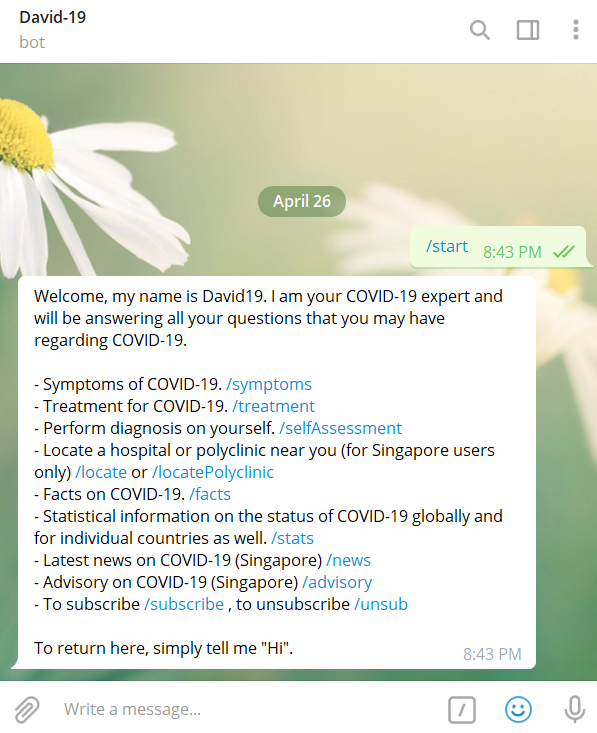 David-19
bot
April 26
/start 8:43 PM
Welcome, my name is David19. I am your COVID-19 expert and
will be answering all your questions that you may have
regarding COVID-19.
- Symptoms of COVID-19. /symptoms
- Treatment for COVID-19. /treatment
- Perform diagnosis on yourself. /selfAssessment
- Locate a hospital or polyclinic near you (for Singapore users
only) /locate or /locatePolyclinic
- Facts on COVID-19. /facts
- Statistical information on the status of COVID-19 globally and
for individual countries as well. /stats
- Latest news on COVID-19 (Singapore) /news
- Advisory on COVID-19 (Singapore) /advisory
- To subscribe /subscribe , to unsubscribe /unsub
To return here, simply tell me "Hi".
8:43 PM
Write a message...
/